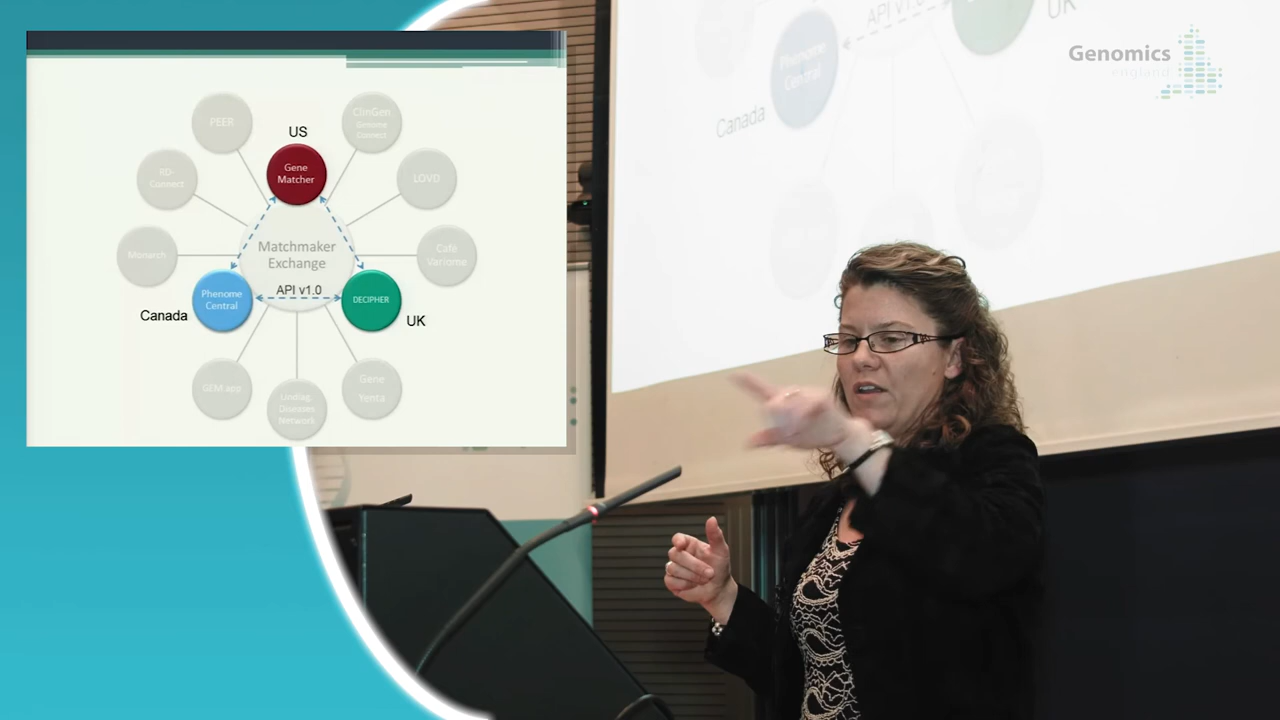 PEER
US
ClinGen
Genome
Connect
RD-
Connect
Gene
Matcher
LOVD
Monarch
Matchmaker
Exchange
Café
Variome
API v1.0
Phenome
Central
DECIPHER
Canada
UK
GEM.app
Undiag.
Diseases
Network
Gene
Yenta
API v1.0
UK
Phenome
Central
Canada
Genomics
england